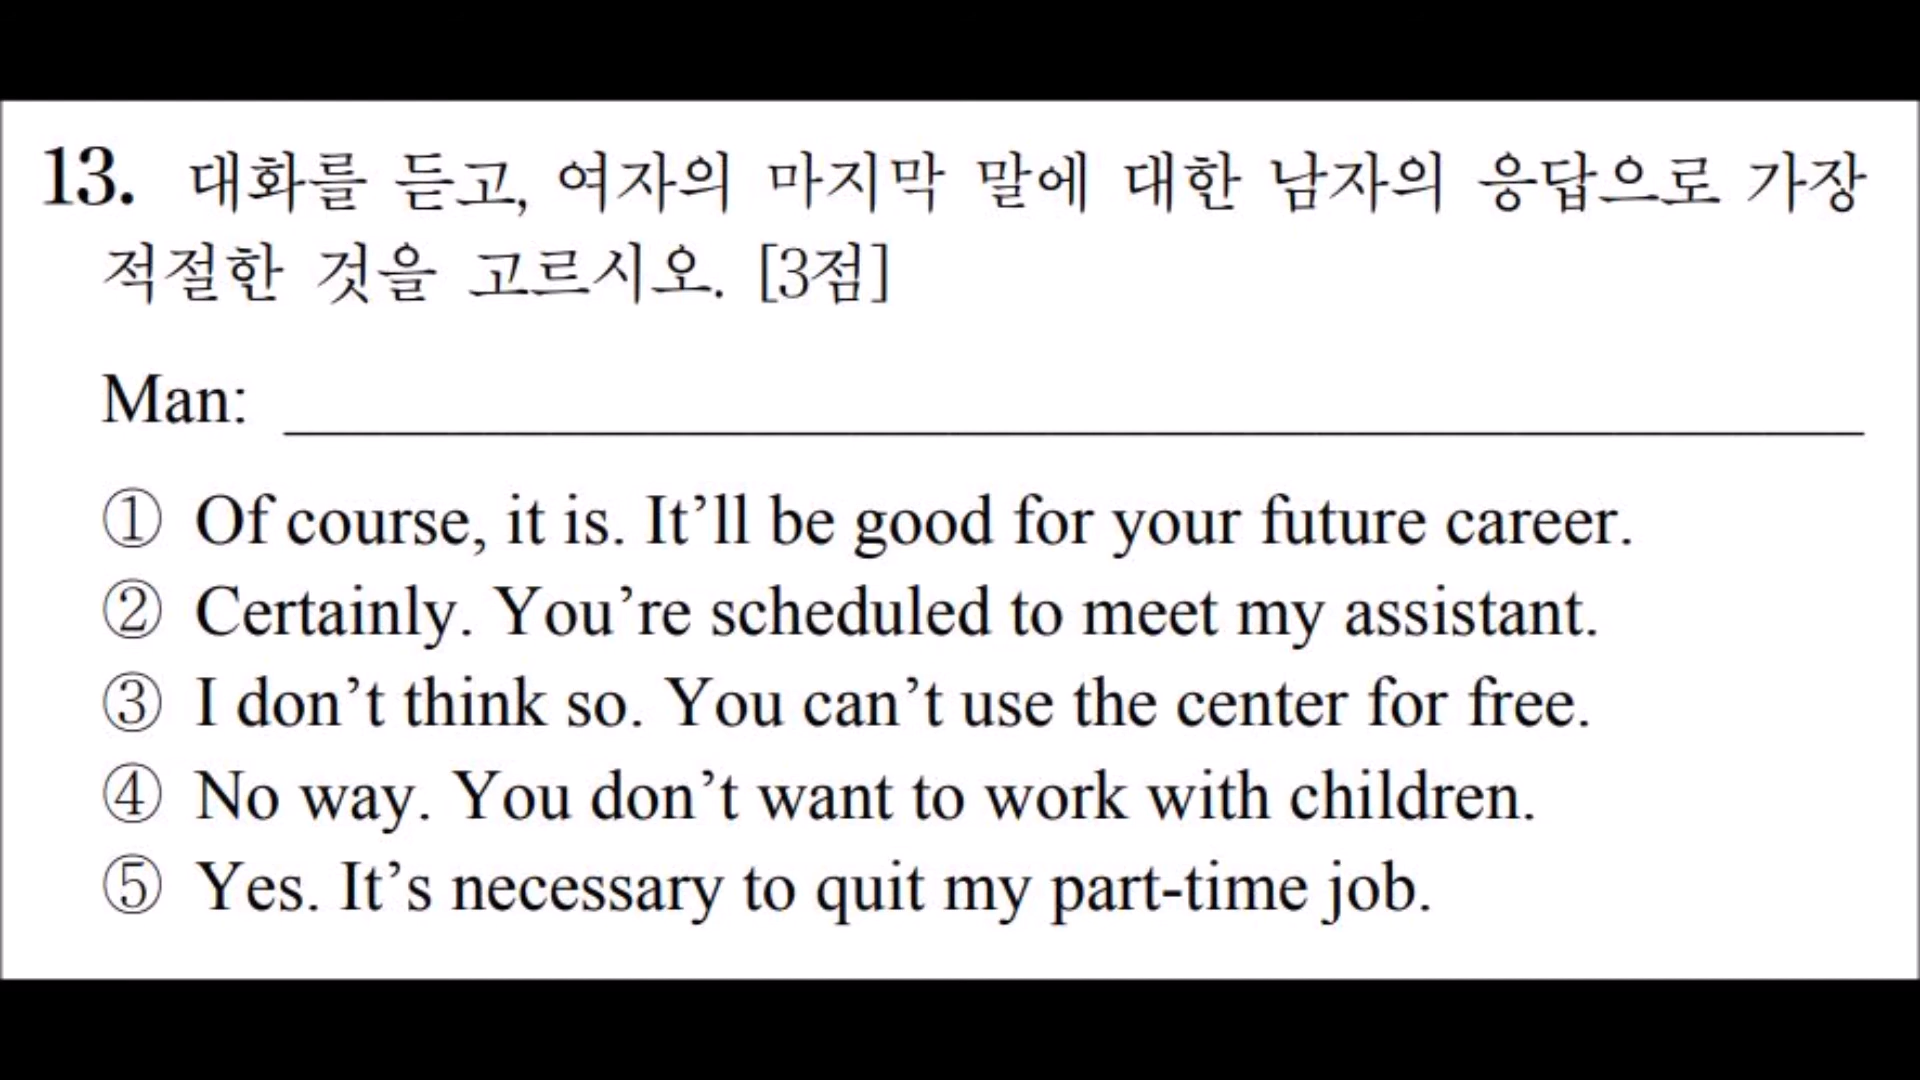 13. 대화를 듣고, 여자의 마지막 말에 대한 남자의 응답으로 가장
적절한 것을 고르시오. [3점]
Man: ____________________
① Of course, it is. It’ll be good for your future career.
② Certainly. You’re scheduled to meet my assistant.
③ I don’t think so. You can’t use the center for free.
④ No way. You don’t want to work with children.
⑤ Yes. It’s necessary to quit my part-time job.